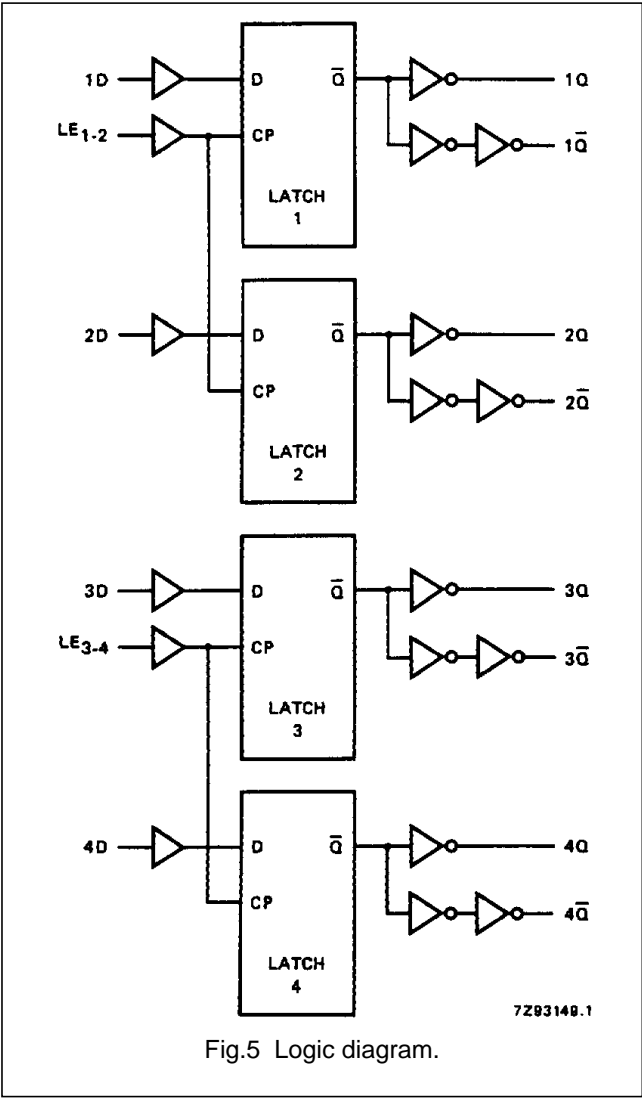 1D D Q̅ 1Q
LE1-2 CP 1Q̅
LATCH
1
2D D Q̅ 2Q
CP 2Q̅
LATCH
2
3D D Q̅ 3Q
LE3-4 CP 3Q̅
LATCH
3
4D D Q̅ 4Q
CP 4Q̅
LATCH
4
7Z93149.1
Fig.5 Logic diagram.